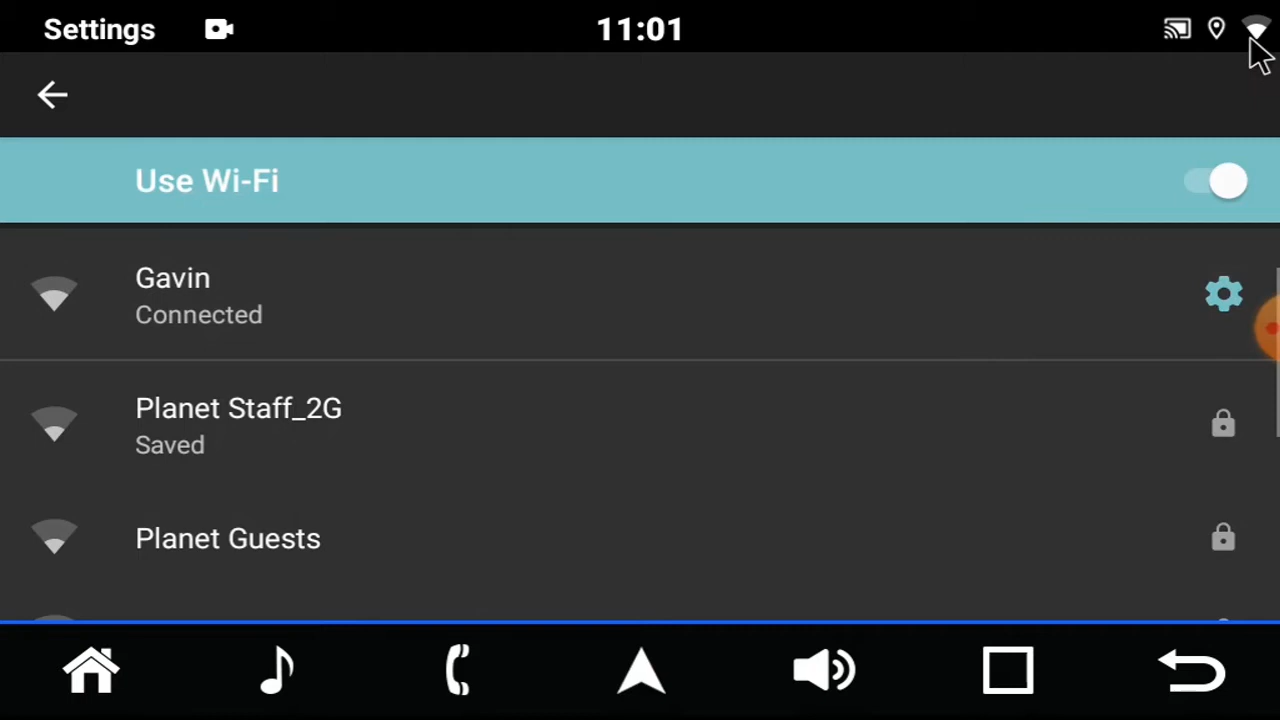 Settings 11:01
Use Wi-Fi
Gavin
Connected
Planet Staff_2G
Saved
Planet Guests